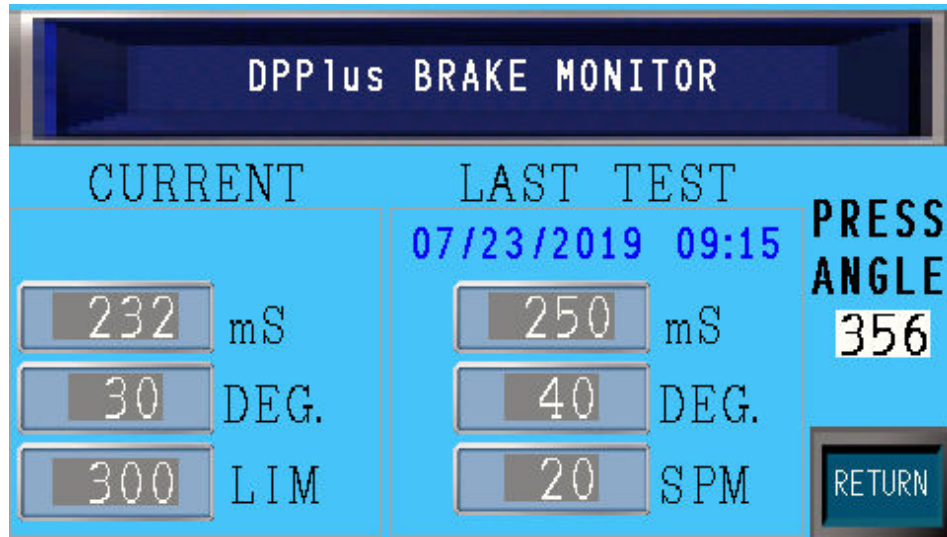 DPPlus BRAKE MONITOR
CURRENT
232 mS
30 DEG.
300 LIM
LAST TEST
07/23/2019 09:15
250 mS
40 DEG.
20 SPM
PRESS
ANGLE
356
RETURN